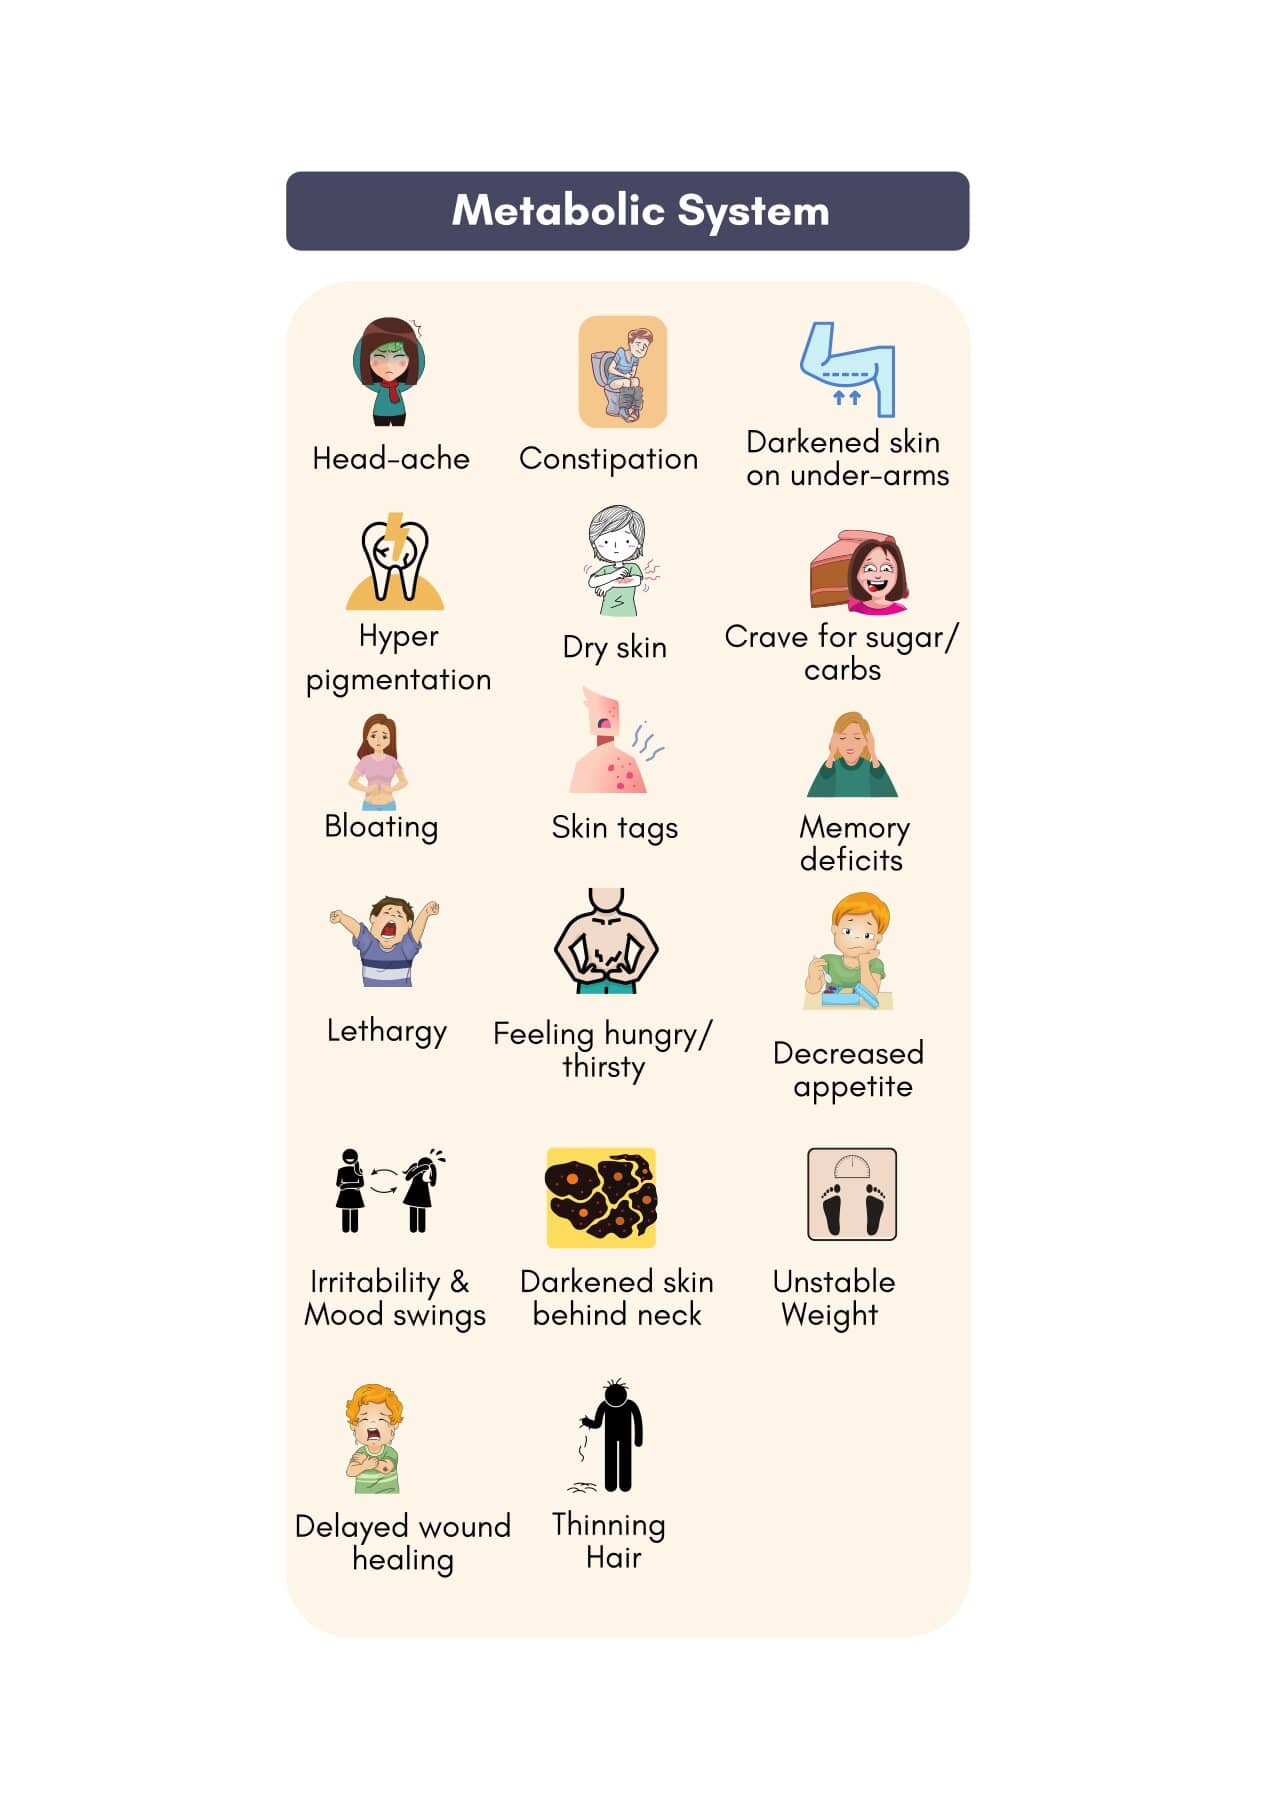 Metabolic System
Head-ache
Constipation
Darkened skin
on under-arms
Hyper
pigmentation
Dry skin
Crave for sugar/
carbs
Bloating
Skin tags
Memory
deficits
Lethargy
Feeling hungry/
thirsty
Decreased
appetite
Irritability &
Mood swings
Darkened skin
behind neck
Unstable
Weight
Delayed wound
healing
Thinning
Hair